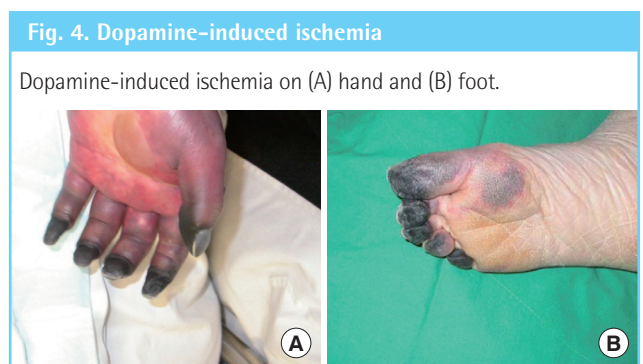 Fig. 4. Dopamine-induced ischemia
Dopamine-induced ischemia on (A) hand and (B) foot.
A
B